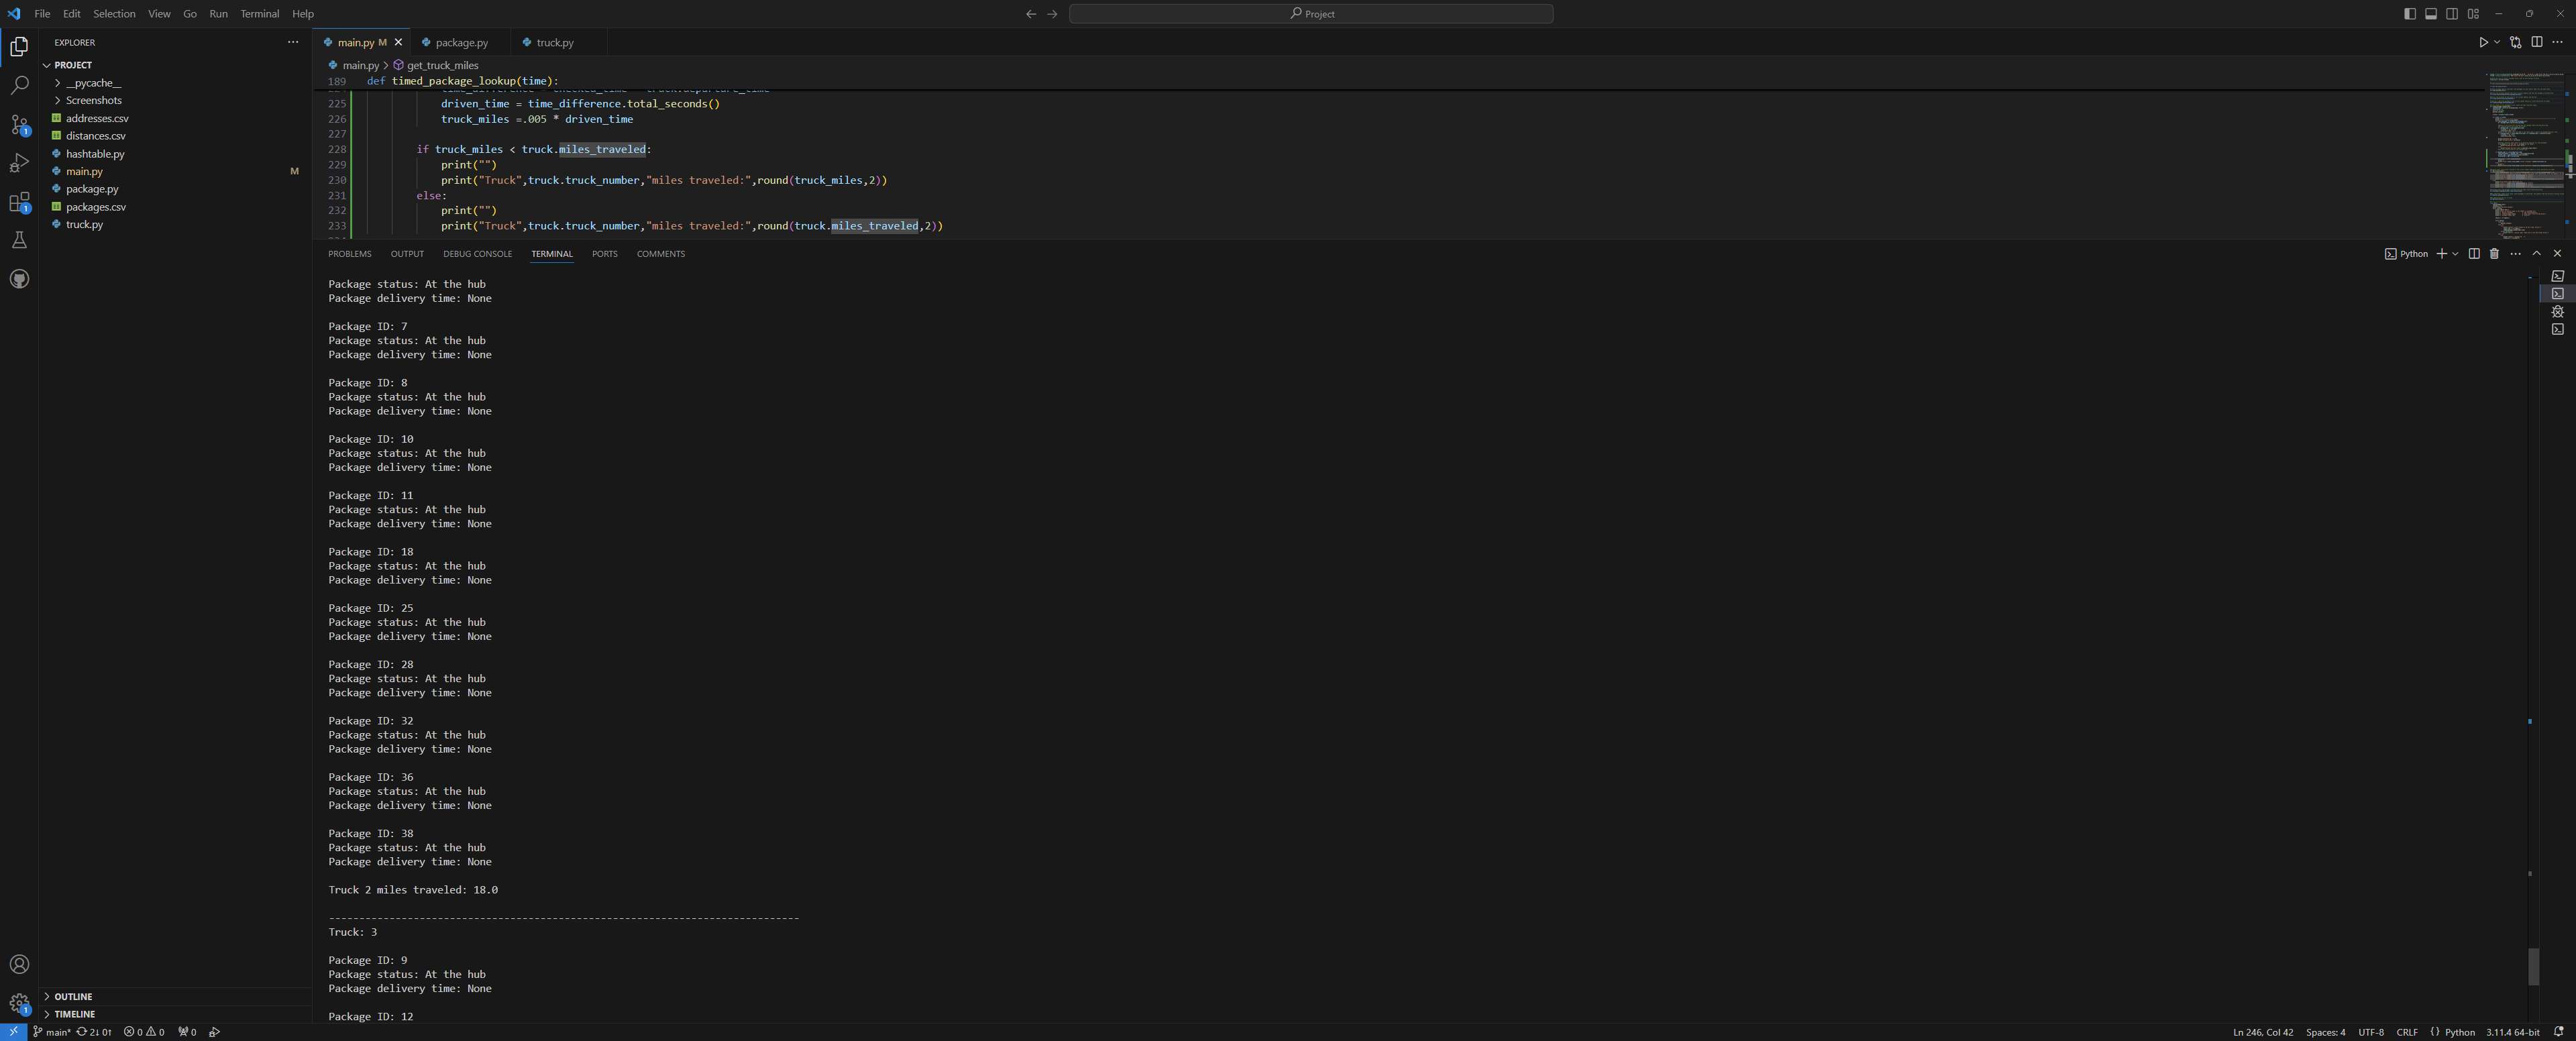 File Edit Selection View Go Run Terminal Help
Project
EXPLORER
PROJECT
__pycache__
Screenshots
addresses.csv
distances.csv
hashtable.py
main.py M
package.py
packages.csv
truck.py
OUTLINE
TIMELINE
main.py M
package.py
truck.py
main.py > get_truck_miles
189 def timed_package_lookup(time):
225 driven_time = time_difference.total_seconds()
226 truck_miles =.005 * driven_time
227
228 if truck_miles < truck.miles_traveled:
229 print("")
230 print("Truck",truck.truck_number,"miles traveled:",round(truck_miles,2))
231 else:
232 print("")
233 print("Truck",truck.truck_number,"miles traveled:",round(truck.miles_traveled,2))
PROBLEMS OUTPUT DEBUG CONSOLE TERMINAL PORTS COMMENTS
Python
Package status: At the hub
Package delivery time: None
Package ID: 7
Package status: At the hub
Package delivery time: None
Package ID: 8
Package status: At the hub
Package delivery time: None
Package ID: 10
Package status: At the hub
Package delivery time: None
Package ID: 11
Package status: At the hub
Package delivery time: None
Package ID: 18
Package status: At the hub
Package delivery time: None
Package ID: 25
Package status: At the hub
Package delivery time: None
Package ID: 28
Package status: At the hub
Package delivery time: None
Package ID: 32
Package status: At the hub
Package delivery time: None
Package ID: 36
Package status: At the hub
Package delivery time: None
Package ID: 38
Package status: At the hub
Package delivery time: None
Truck 2 miles traveled: 18.0
------------------------------------------------------------------------------
Truck: 3
Package ID: 9
Package status: At the hub
Package delivery time: None
Package ID: 12
main* 2↓ 0↑ 0 0 0
Ln 246, Col 42 Spaces: 4 UTF-8 CRLF Python 3.11.4 64-bit